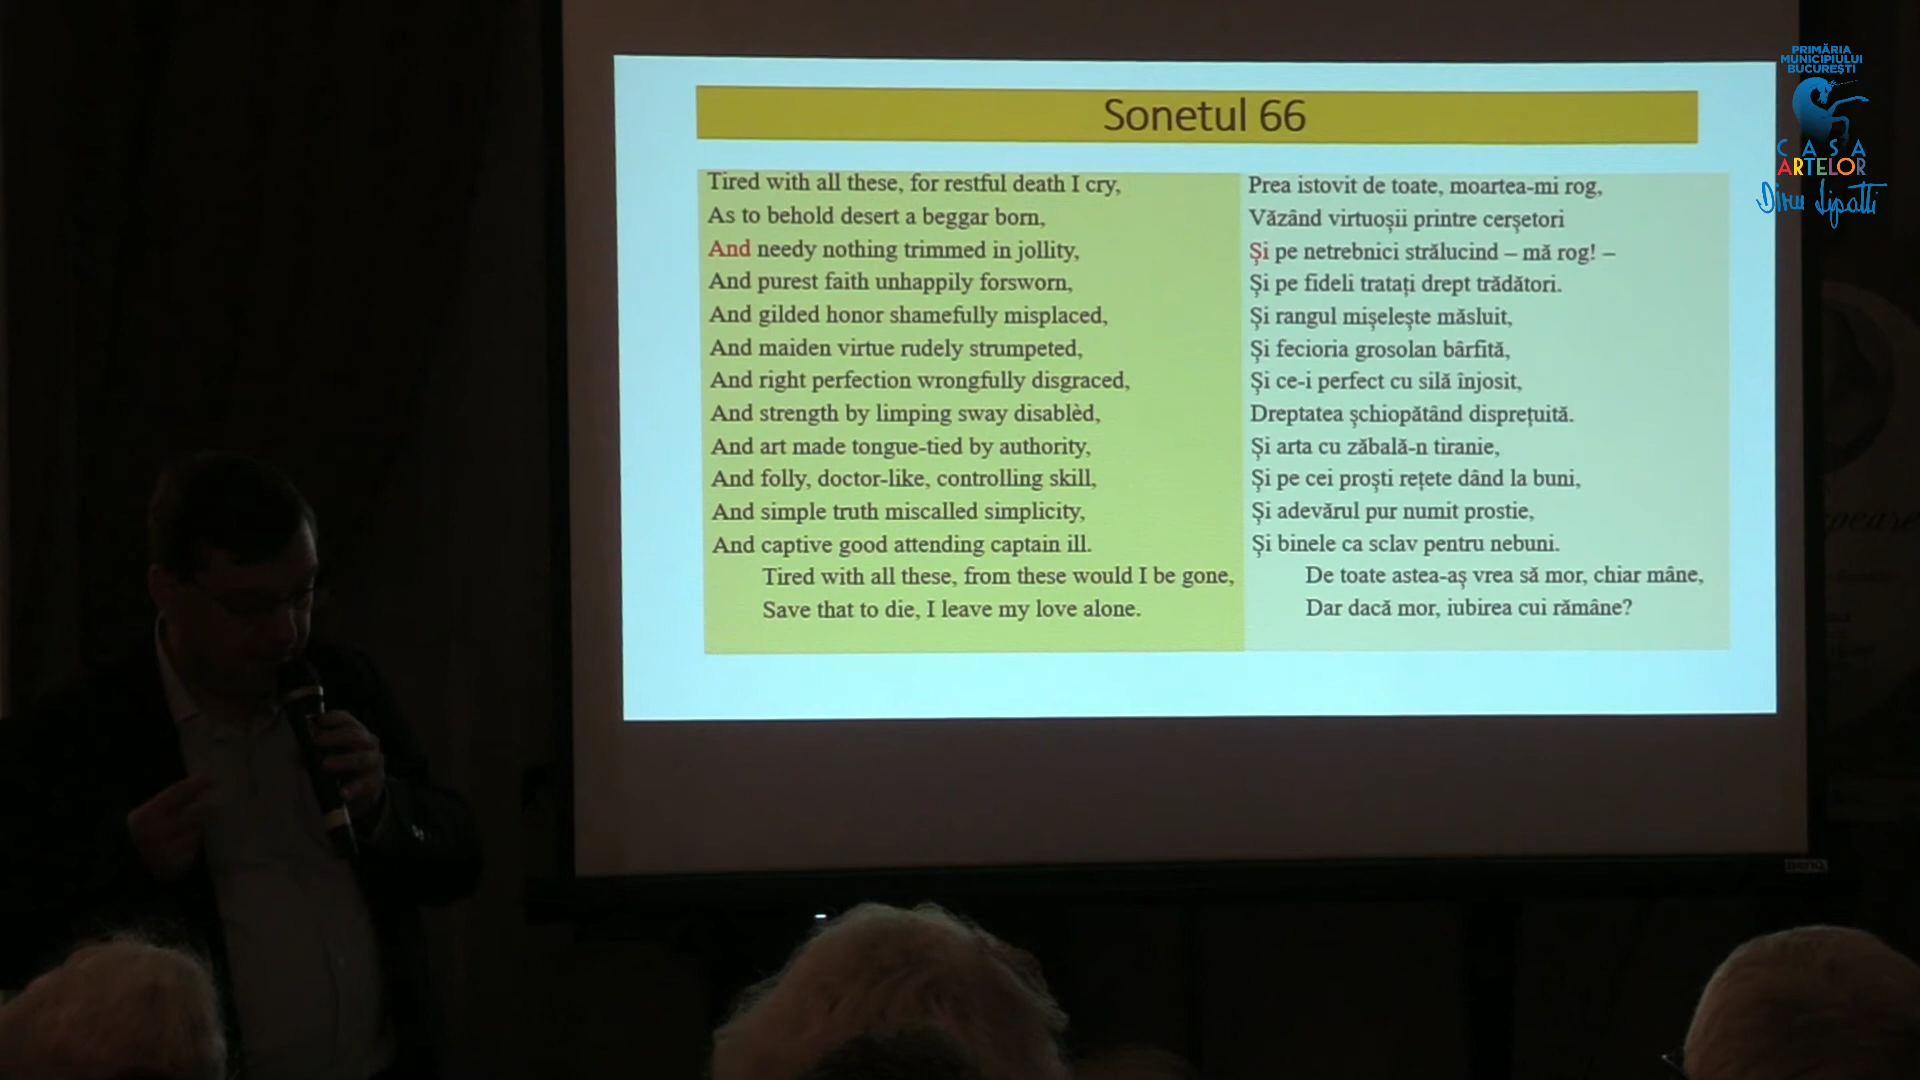 Sonetul 66
Tired with all these, for restful death I cry,
As to behold desert a beggar born,
And needy nothing trimmed in jollity,
And purest faith unhappily forsworn,
And gilded honor shamefully misplaced,
And maiden virtue rudely strumpeted,
And right perfection wrongfully disgraced,
And strength by limping sway disablèd,
And art made tongue-tied by authority,
And folly, doctor-like, controlling skill,
And simple truth miscalled simplicity,
And captive good attending captain ill.
Tired with all these, from these would I be gone,
Save that to die, I leave my love alone.
Prea istovit de toate, moartea-mi rog,
Văzând virtuoșii printre cerșetori
Și pe netrebnici strălucind – mă rog! –
Și pe fideli tratați drept trădători.
Și rangul mișelește măsluit,
Și fecioria grosolan bârfită,
Și ce-i perfect cu silă înjosit,
Dreptatea șchiopătând disprețuită.
Și arta cu zăbală-n tiranie,
Și pe cei proști rețete dând la buni,
Și adevărul pur numit prostie,
Și binele ca sclav pentru nebuni.
De toate astea-aș vrea să mor, chiar mâne,
Dar dacă mor, iubirea cui rămâne?
PRIMĂRIA
MUNICIPIULUI
BUCUREȘTI
CASA
ARTELOR
Dinu Lipatti
BENQ